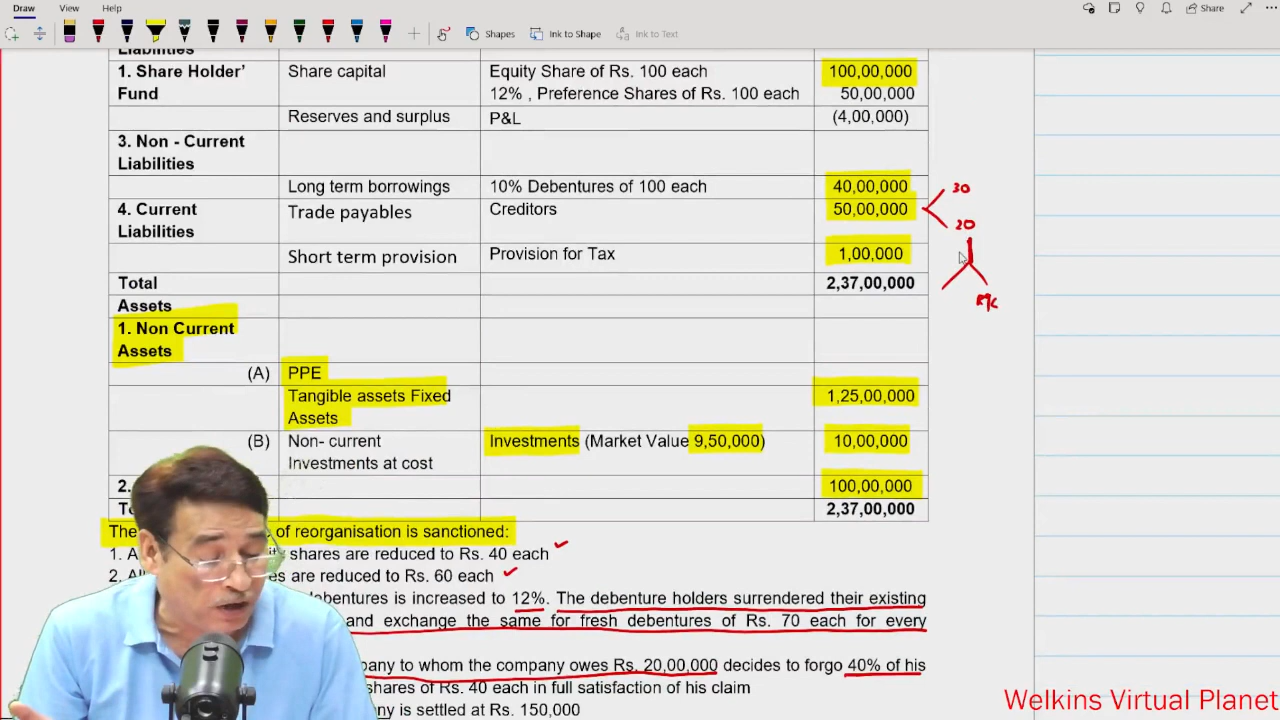 Draw View Help
Share
Shapes Ink to Shape Ink to Text
Liabilities
1. Share Holder' Share capital Equity Share of Rs. 100 each 100,00,000
Fund 12% , Preference Shares of Rs. 100 each 50,00,000
Reserves and surplus P&L (4,00,000)
3. Non - Current
Liabilities
Long term borrowings 10% Debentures of 100 each 40,00,000 30
4. Current Trade payables Creditors 50,00,000
Liabilities 20
Short term provision Provision for Tax 1,00,000
Total 2,37,00,000
Assets
1. Non Current
Assets
(A) PPE
Tangible assets Fixed 1,25,00,000
Assets
(B) Non- current Investments (Market Value 9,50,000) 10,00,000
Investments at cost
2. 100,00,000
2,37,00,000
The of reorganisation is sanctioned:
1. shares are reduced to Rs. 40 each
2. are reduced to Rs. 60 each
debentures is increased to 12%. The debenture holders surrendered their existing
and exchange the same for fresh debentures of Rs. 70 each for every
to whom the company owes Rs. 20,00,000 decides to forgo 40% of his
shares of Rs. 40 each in full satisfaction of his claim
is settled at Rs. 150,000
Welkins Virtual Planet